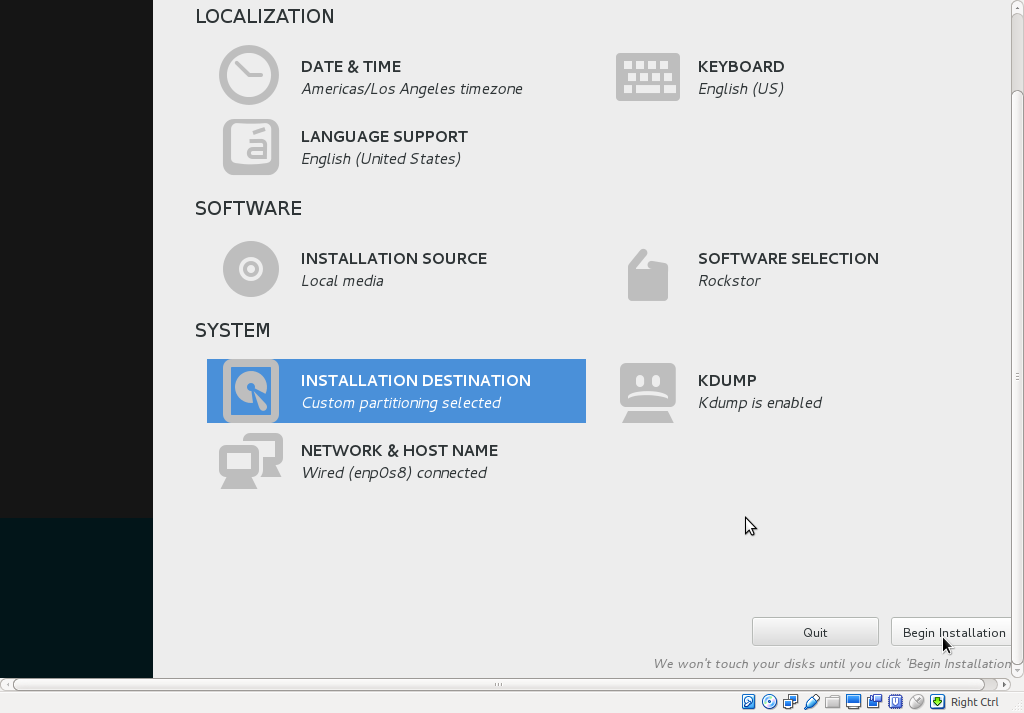 LOCALIZATION
DATE & TIME
Americas/Los Angeles timezone
KEYBOARD
English (US)
LANGUAGE SUPPORT
English (United States)
SOFTWARE
INSTALLATION SOURCE
Local media
SOFTWARE SELECTION
Rockstor
SYSTEM
INSTALLATION DESTINATION
Custom partitioning selected
KDUMP
Kdump is enabled
NETWORK & HOST NAME
Wired (enp0s8) connected
Quit
Begin Installation
We won't touch your disks until you click 'Begin Installation
Right Ctrl